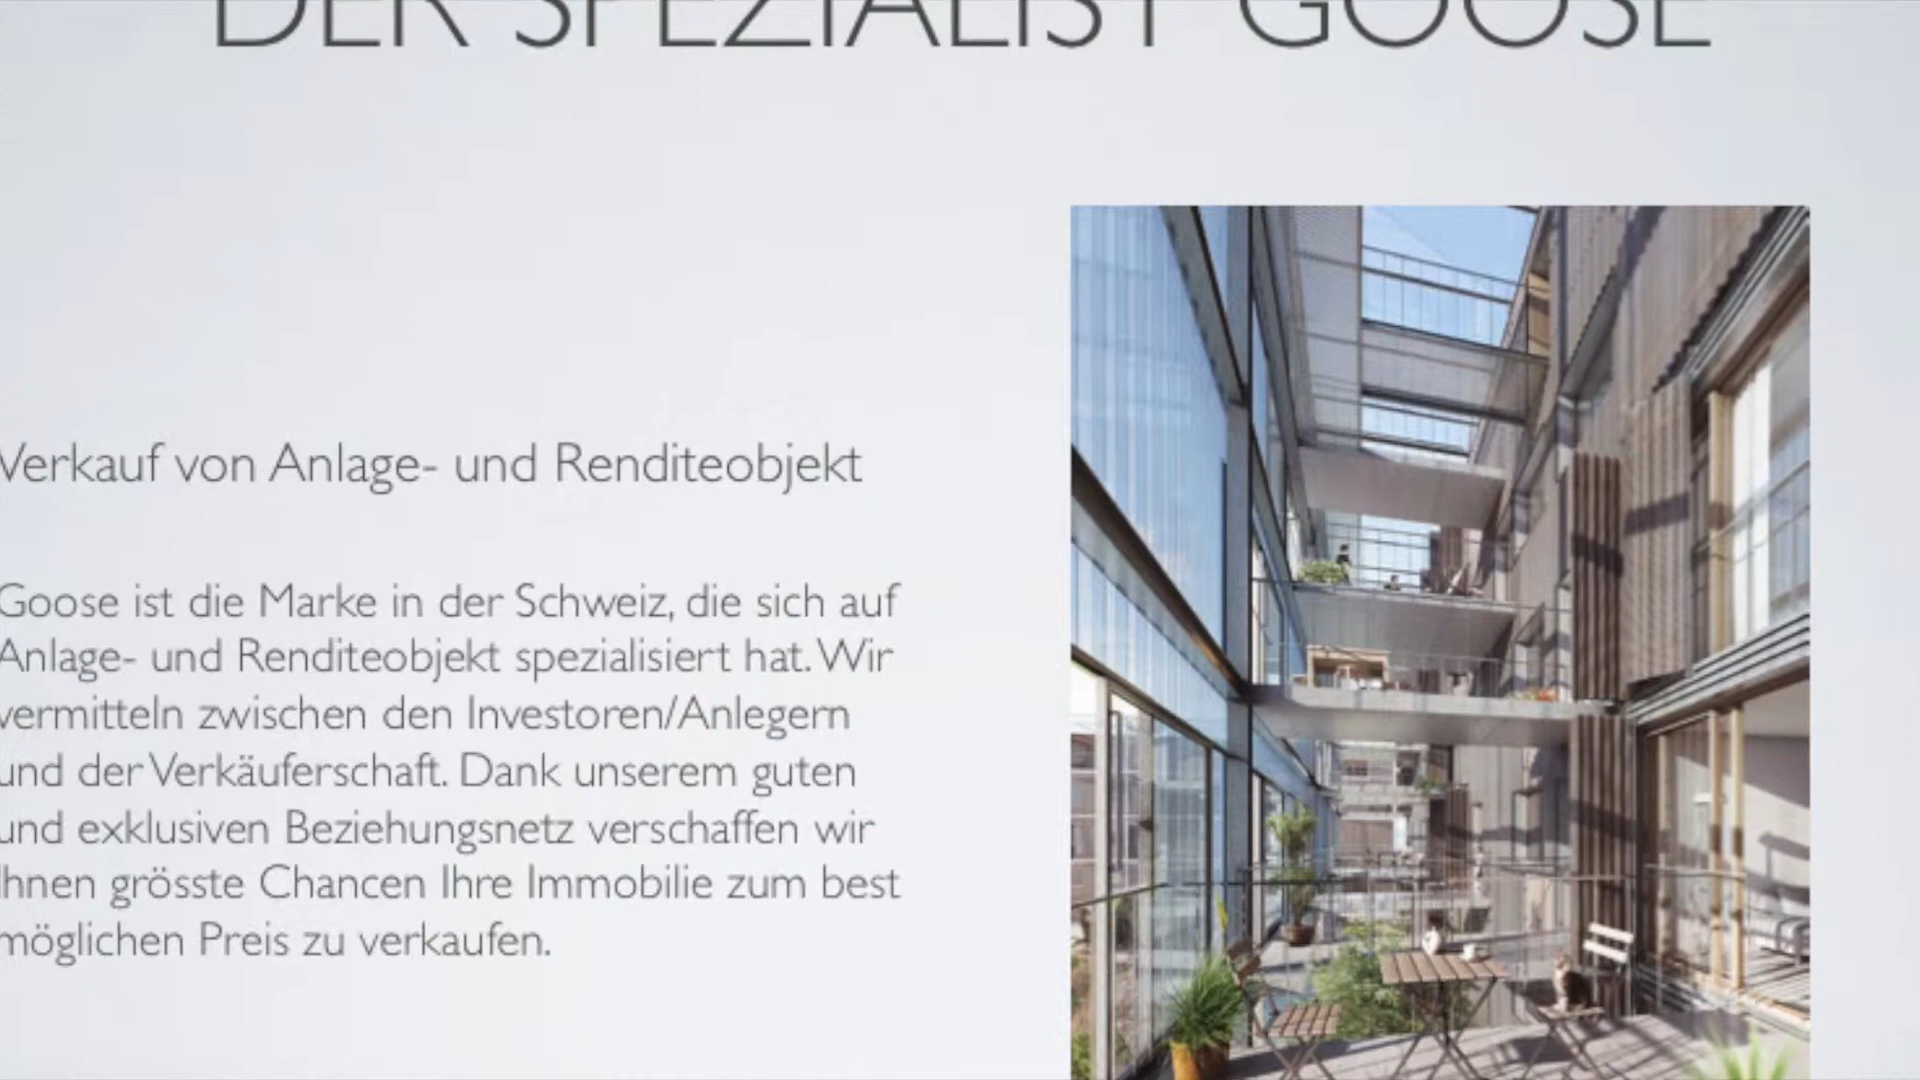 DER SPEZIALIST GOOSE
Verkauf von Anlage- und Renditeobjekt
Goose ist die Marke in der Schweiz, die sich auf
Anlage- und Renditeobjekt spezialisiert hat. Wir
vermitteln zwischen den Investoren/Anlegern
und der Verkäuferschaft. Dank unserem guten
und exklusiven Beziehungsnetz verschaffen wir
Ihnen grösste Chancen Ihre Immobilie zum best
möglichen Preis zu verkaufen.